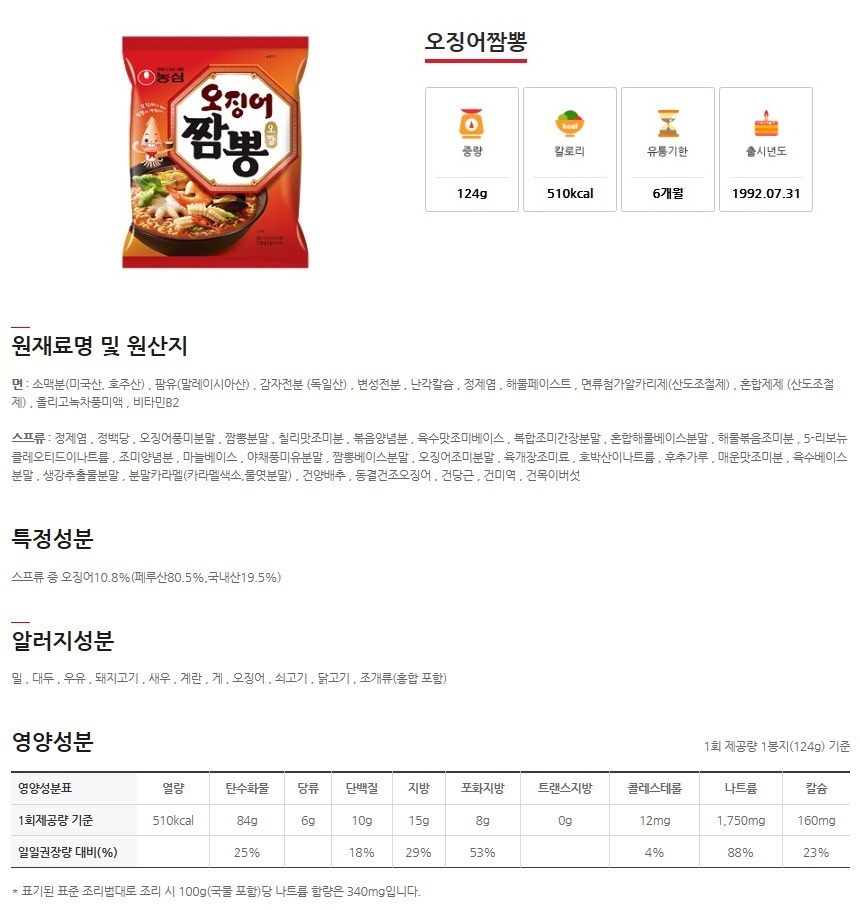 오징어짬뽕
농심
오징어
짬뽕
오짬
중량
칼로리
유통기한
출시년도
kcal
124g
510kcal
6개월
1992.07.31
원재료명 및 원산지
면 : 소맥분(미국산, 호주산) , 팜유(말레이시아산) , 감자전분 (독일산) , 변성전분 , 난각칼슘 , 정제염 , 해물페이스트 , 면류첨가알카리제(산도조절제) , 혼합제제 (산도조절
제) , 올리고녹차풍미액 , 비타민B2
스프류 : 정제염 , 정백당 , 오징어풍미분말 , 짬뽕분말 , 칠리맛조미분 , 볶음양념분 , 육수맛조미베이스 , 복합조미간장분말 , 혼합해물베이스분말 , 해물볶음조미분 , 5-리보뉴
클레오티드이나트륨 , 조미양념분 , 마늘베이스 , 야채풍미유분말 , 짬뽕베이스분말 , 오징어조미분말 , 육개장조미료 , 호박산이나트륨 , 후추가루 , 매운맛조미분 , 육수베이스
분말 , 생강추출물분말 , 분말카라멜(카라멜색소,물엿분말) , 건양배추 , 동결건조오징어 , 건당근 , 건미역 , 건목이버섯
특정성분
스프류 중 오징어10.8%(페루산80.5%,국내산19.5%)
알러지성분
밀 , 대두 , 우유 , 돼지고기 , 새우 , 계란 , 게 , 오징어 , 쇠고기 , 닭고기 , 조개류(홍합 포함)
영양성분
1회 제공량 1봉지(124g) 기준
영양성분표 열량 탄수화물 당류 단백질 지방 포화지방 트랜스지방 콜레스테롤 나트륨 칼슘
1회제공량 기준 510kcal 84g 6g 10g 15g 8g 0g 12mg 1,750mg 160mg
일일권장량 대비(%) 25% 18% 29% 53% 4% 88% 23%
* 표기된 표준 조리법대로 조리 시 100g(국물 포함)당 나트륨 함량은 340mg입니다.